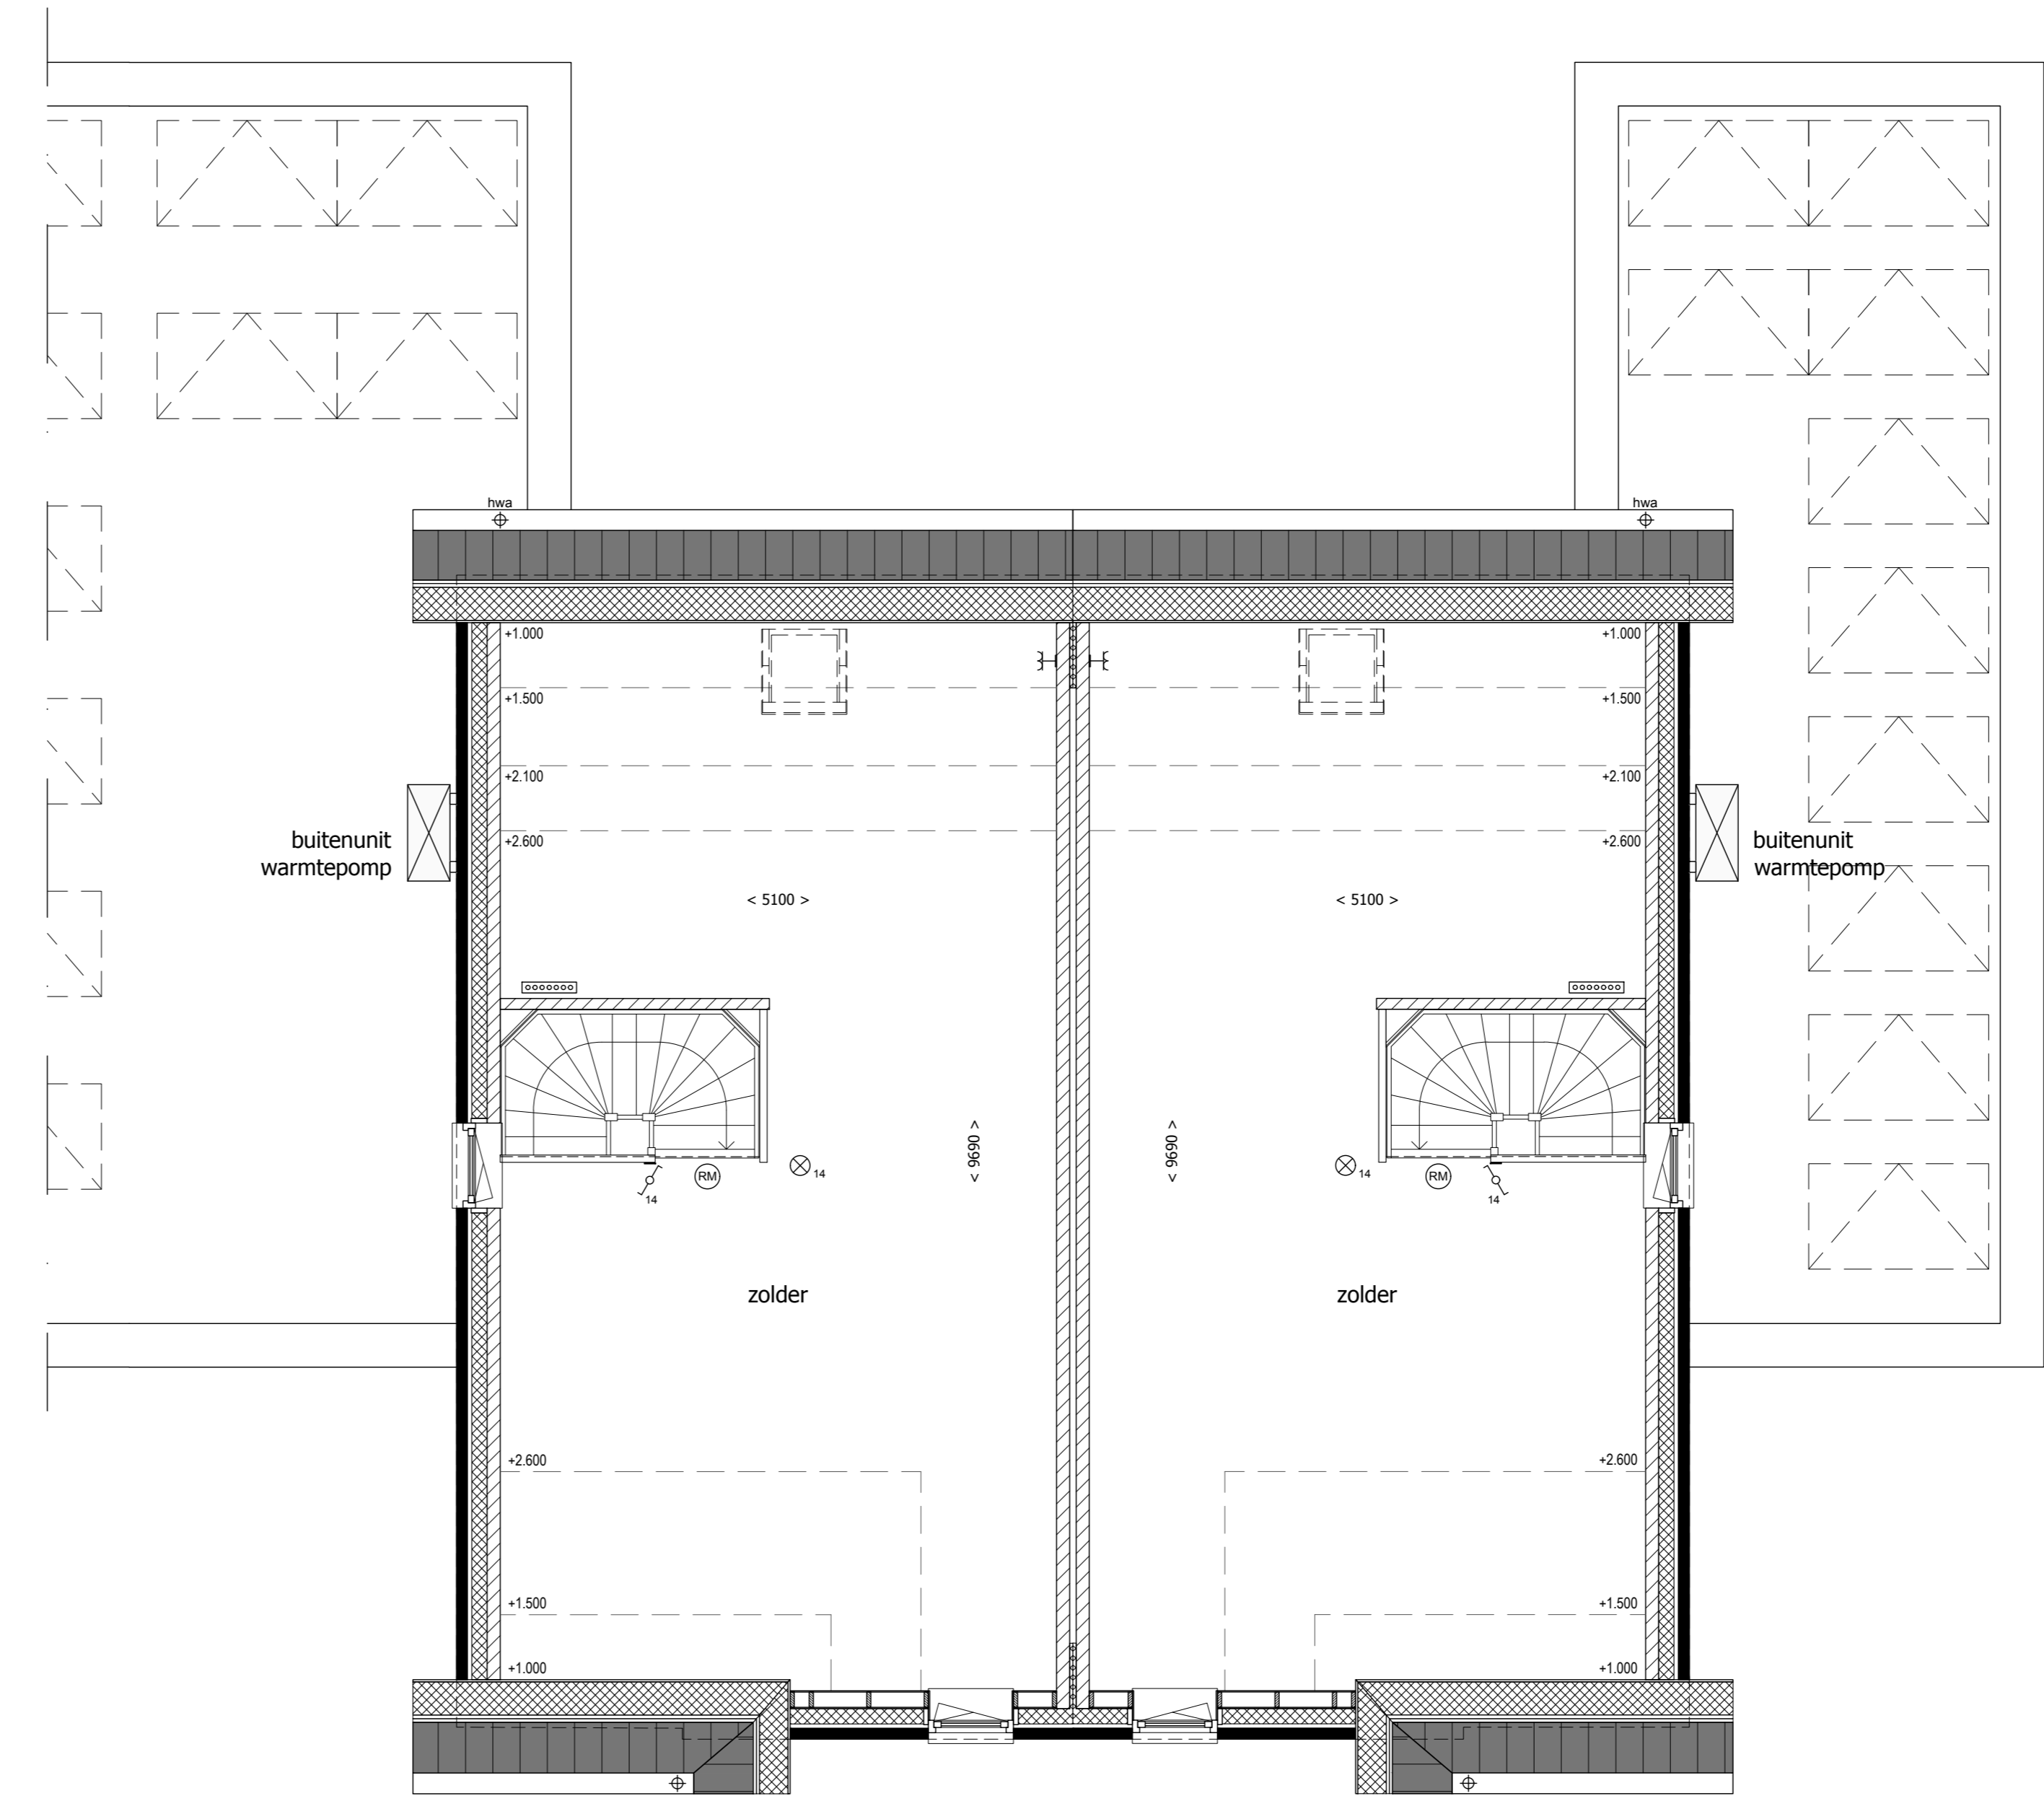 hwa
hwa
+1.000
+1.000
+1.500
+1.500
+2.100
+2.100
buitenunit
warmtepomp
+2.600
+2.600
buitenunit
warmtepomp
< 5100 >
< 5100 >
< 9690 >
< 9690 >
RM
14
14
RM
14
14
zolder
zolder
+2.600
+2.600
+1.500
+1.500
+1.000
+1.000